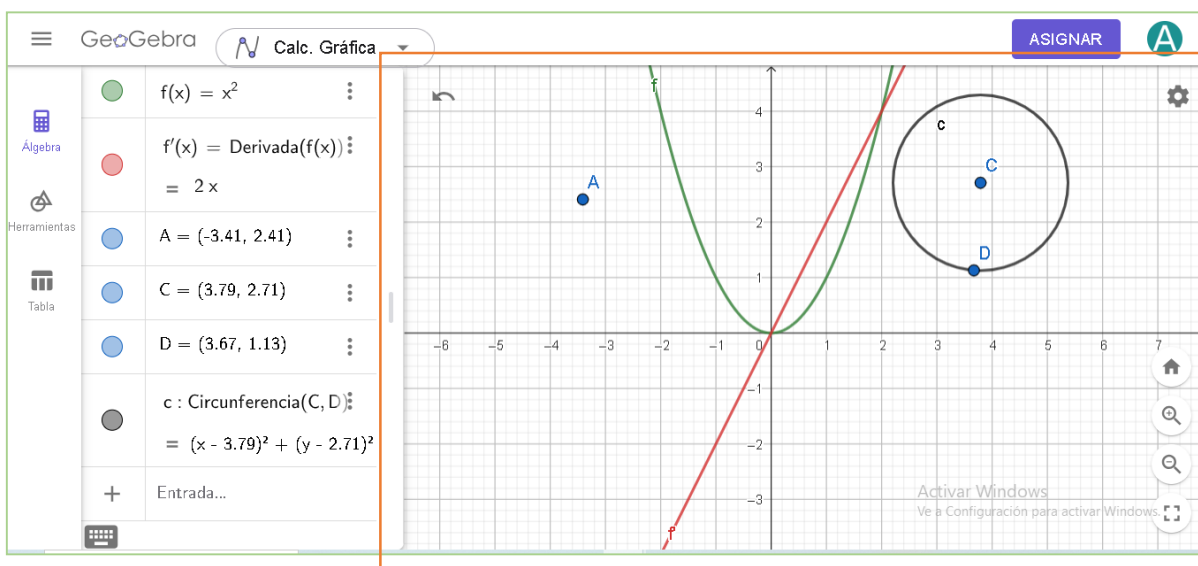 GeoGebra
Calc. Gráfica
ASIGNAR
A
Álgebra
Herramientas
Tabla
f(x) = x²
f′(x) = Derivada(f(x))
= 2 x
A = (-3.41, 2.41)
C = (3.79, 2.71)
D = (3.67, 1.13)
c : Circunferencia(C, D)
= (x - 3.79)² + (y - 2.71)²
+ Entrada...
f
c
A
C
D
f'
4
3
2
1
-6 -5 -4 -3 -2 -1 0 1 2 3 4 5 6 7
-1
-2
-3
Activar Windows
Ve a Configuración para activar Windows.